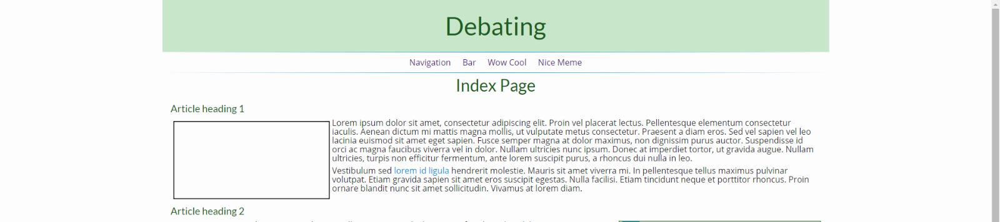 Debating
Navigation Bar Wow Cool Nice Meme
Index Page
Article heading 1
Lorem ipsum dolor sit amet, consectetur adipiscing elit. Proin vel placerat lectus. Pellentesque elementum consectetur
iaculis. Aenean dictum mi mattis magna mollis, ut vulputate metus consectetur. Praesent a diam eros. Sed vel sapien vel leo
lacinia euismod sit amet eget sapien. Fusce semper magna at dolor maximus, non dignissim purus auctor. Suspendisse id
orci ac magna faucibus viverra vel in dolor. Nullam ultricies nunc ipsum. Donec at imperdiet tortor, ut gravida augue. Nullam
ultricies, turpis non efficitur fermentum, ante lorem suscipit purus, a rhoncus dui nulla in leo.
Vestibulum sed lorem id ligula hendrerit molestie. Mauris sit amet viverra mi. In pellentesque tellus maximus pulvinar
volutpat. Etiam gravida sapien sit amet eros suscipit egestas. Nulla facilisi. Etiam tincidunt neque et porttitor rhoncus. Proin
ornare blandit nunc sit amet sollicitudin. Vivamus at lorem diam.
Article heading 2